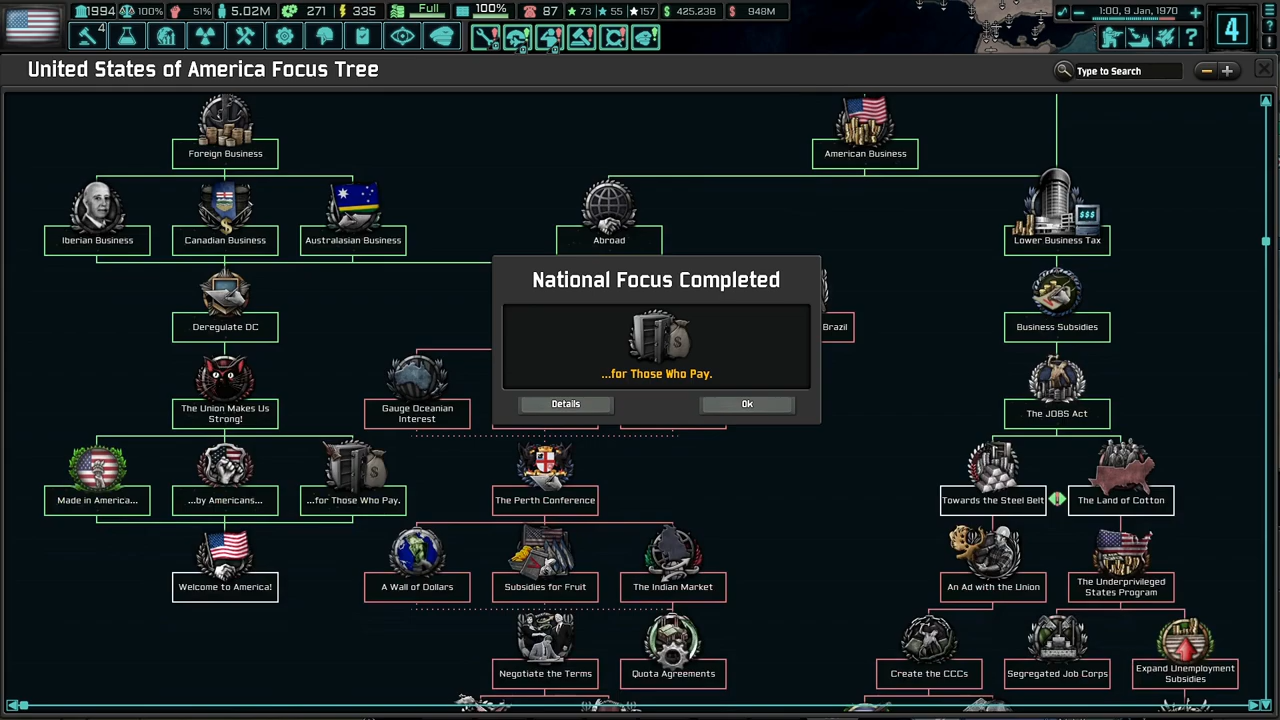 1994 100% 51% 5.02M 271 335 Full 100% 87 73 55 157 425.23B 948M 1:00, 9 Jan, 1970
4 4
United States of America Focus Tree
Type to Search
Foreign Business
American Business
Iberian Business
Canadian Business
Australasian Business
Abroad
$$$
Lower Business Tax
Deregulate DC
Brazil
Business Subsidies
The Union Makes Us
Strong!
Gauge Oceanian
Interest
The JOBS Act
National Focus Completed
...for Those Who Pay.
Details
Ok
Made in America...
...by Americans...
...for Those Who Pay.
The Perth Conference
Towards the Steel Belt
The Land of Cotton
Welcome to America!
A Wall of Dollars
Subsidies for Fruit
The Indian Market
An Ad with the Union
The Underprivileged
States Program
Negotiate the Terms
Quota Agreements
Create the CCCs
Segregated Job Corps
Expand Unemployment
Subsidies